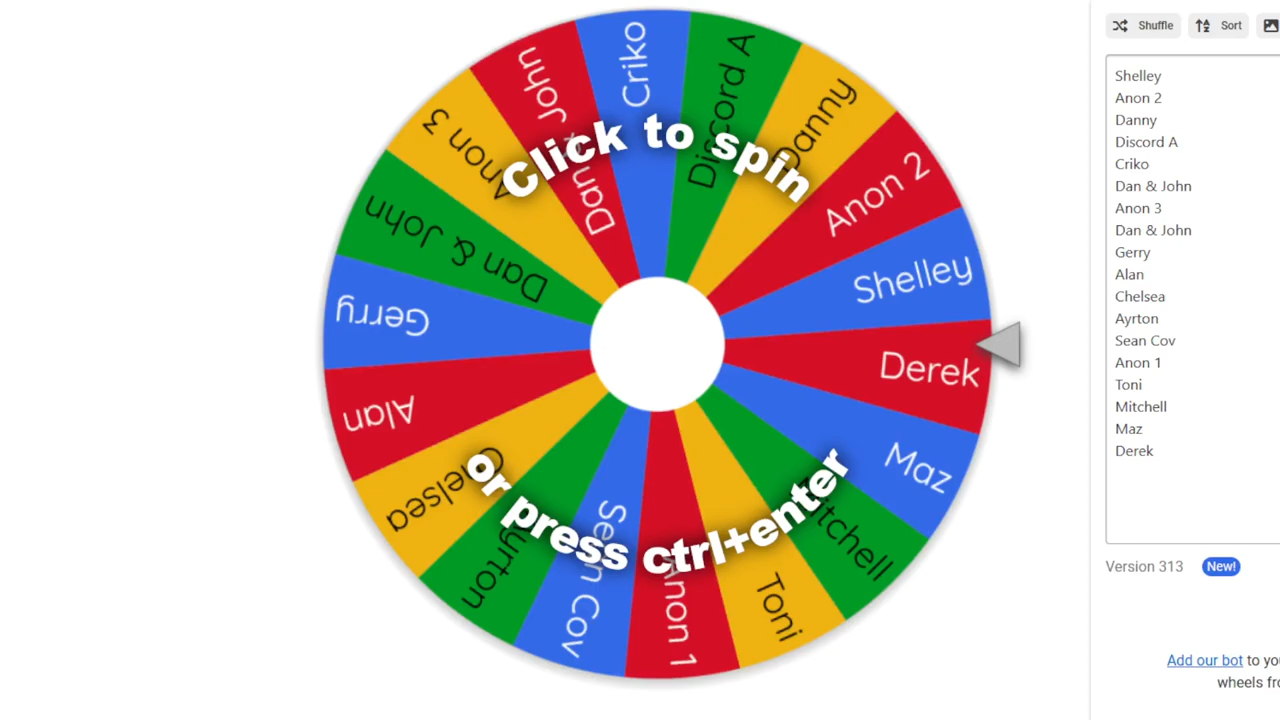 Shuffle
Sort
Criko
Discord A
Danny
Anon 2
Shelley
Derek
Maz
Mitchell
Toni
Anon 1
Sean Cov
Ayrton
Chelsea
Alan
Gerry
Dan & John
Anon 3
Dan & John
Click to spin
or press ctrl+enter
Shelley
Anon 2
Danny
Discord A
Criko
Dan & John
Anon 3
Dan & John
Gerry
Alan
Chelsea
Ayrton
Sean Cov
Anon 1
Toni
Mitchell
Maz
Derek
Version 313 New!
Add our bot to you
wheels fro